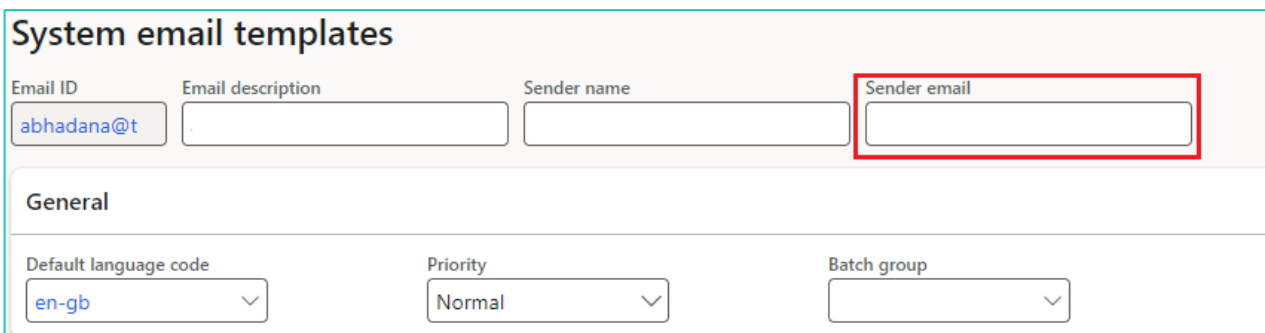 System email templates
Email ID Email description Sender name Sender email
abhadana@t
General
Default language code Priority Batch group
en-gb Normal